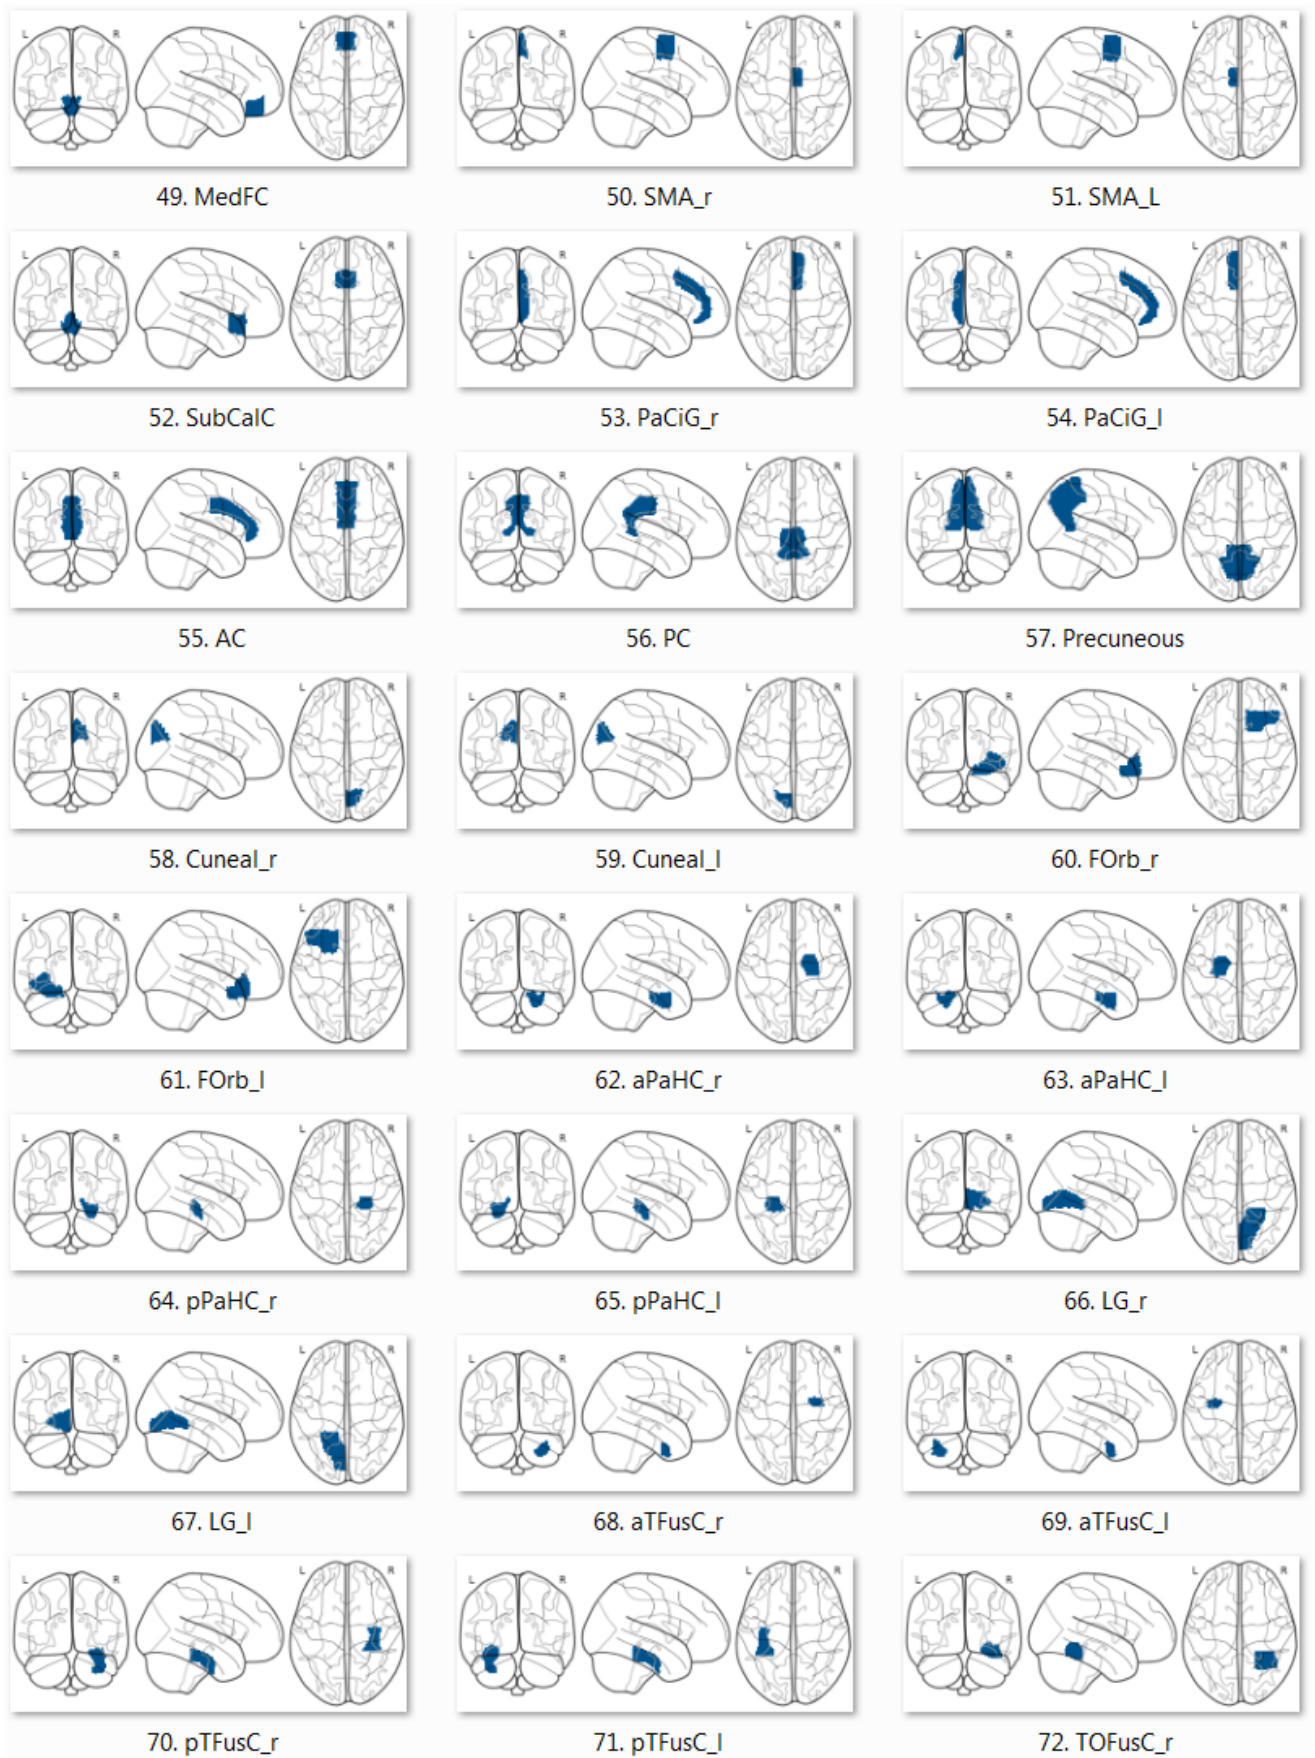 L R L R L R
L R L R L R
49. MedFC 50. SMA_r 51. SMA_L
L R L R L R
L R L R L R
52. SubCalC 53. PaCiG_r 54. PaCiG_l
L R L R L R
L R L R L R
55. AC 56. PC 57. Precuneous
L R L R L R
L R L R L R
58. Cuneal_r 59. Cuneal_l 60. FOrb_r
L R L R L R
L R L R L R
61. FOrb_l 62. aPaHC_r 63. aPaHC_l
L R L R L R
L R L R L R
64. pPaHC_r 65. pPaHC_l 66. LG_r
L R L R L R
L R L R L R
67. LG_l 68. aTFusC_r 69. aTFusC_l
L R L R L R
L R L R L R
70. pTFusC_r 71. pTFusC_l 72. TOFusC_r